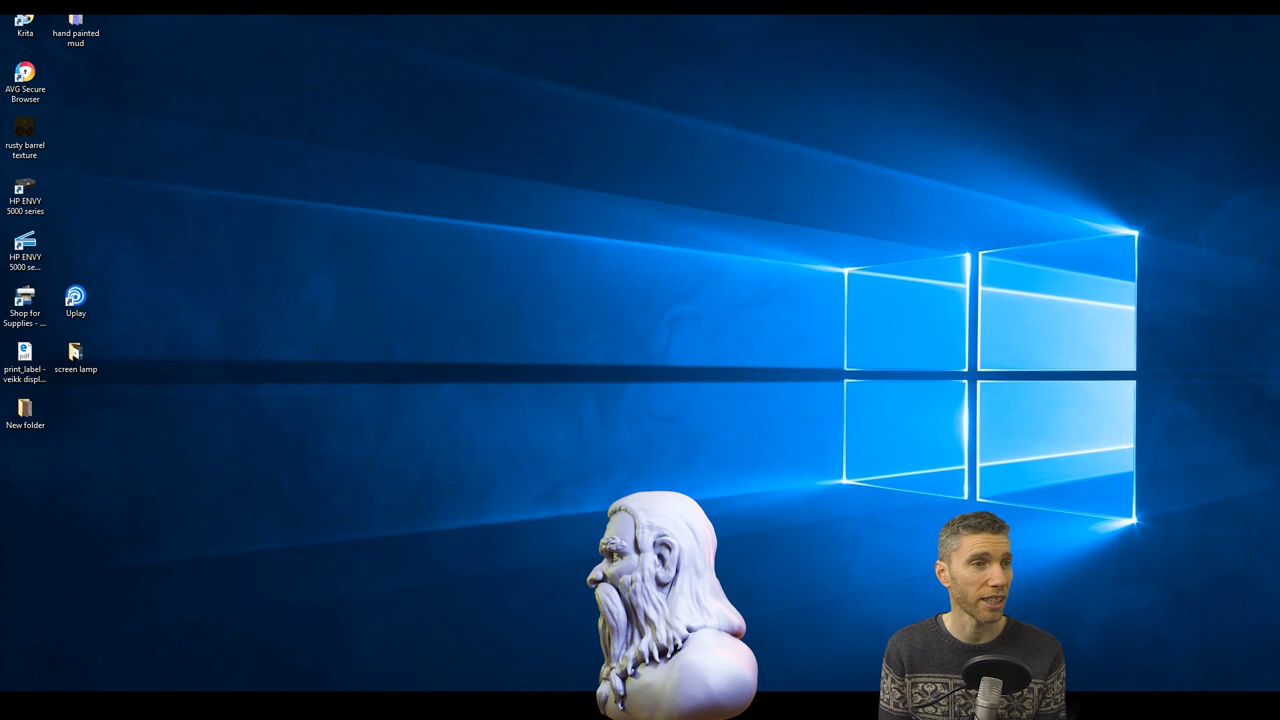 Krita
hand painted
mud
AVG Secure
Browser
rusty barrel
texture
HP ENVY
5000 series
HP ENVY
5000 se...
Shop for
Supplies - ...
Uplay
print_label -
veikk displ...
screen lamp
New folder
pdf